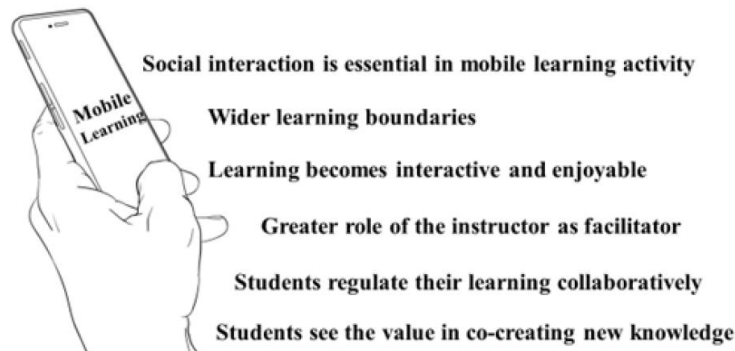 Social interaction is essential in mobile learning activity
Mobile
Learning
Wider learning boundaries
Learning becomes interactive and enjoyable
Greater role of the instructor as facilitator
Students regulate their learning collaboratively
Students see the value in co-creating new knowledge